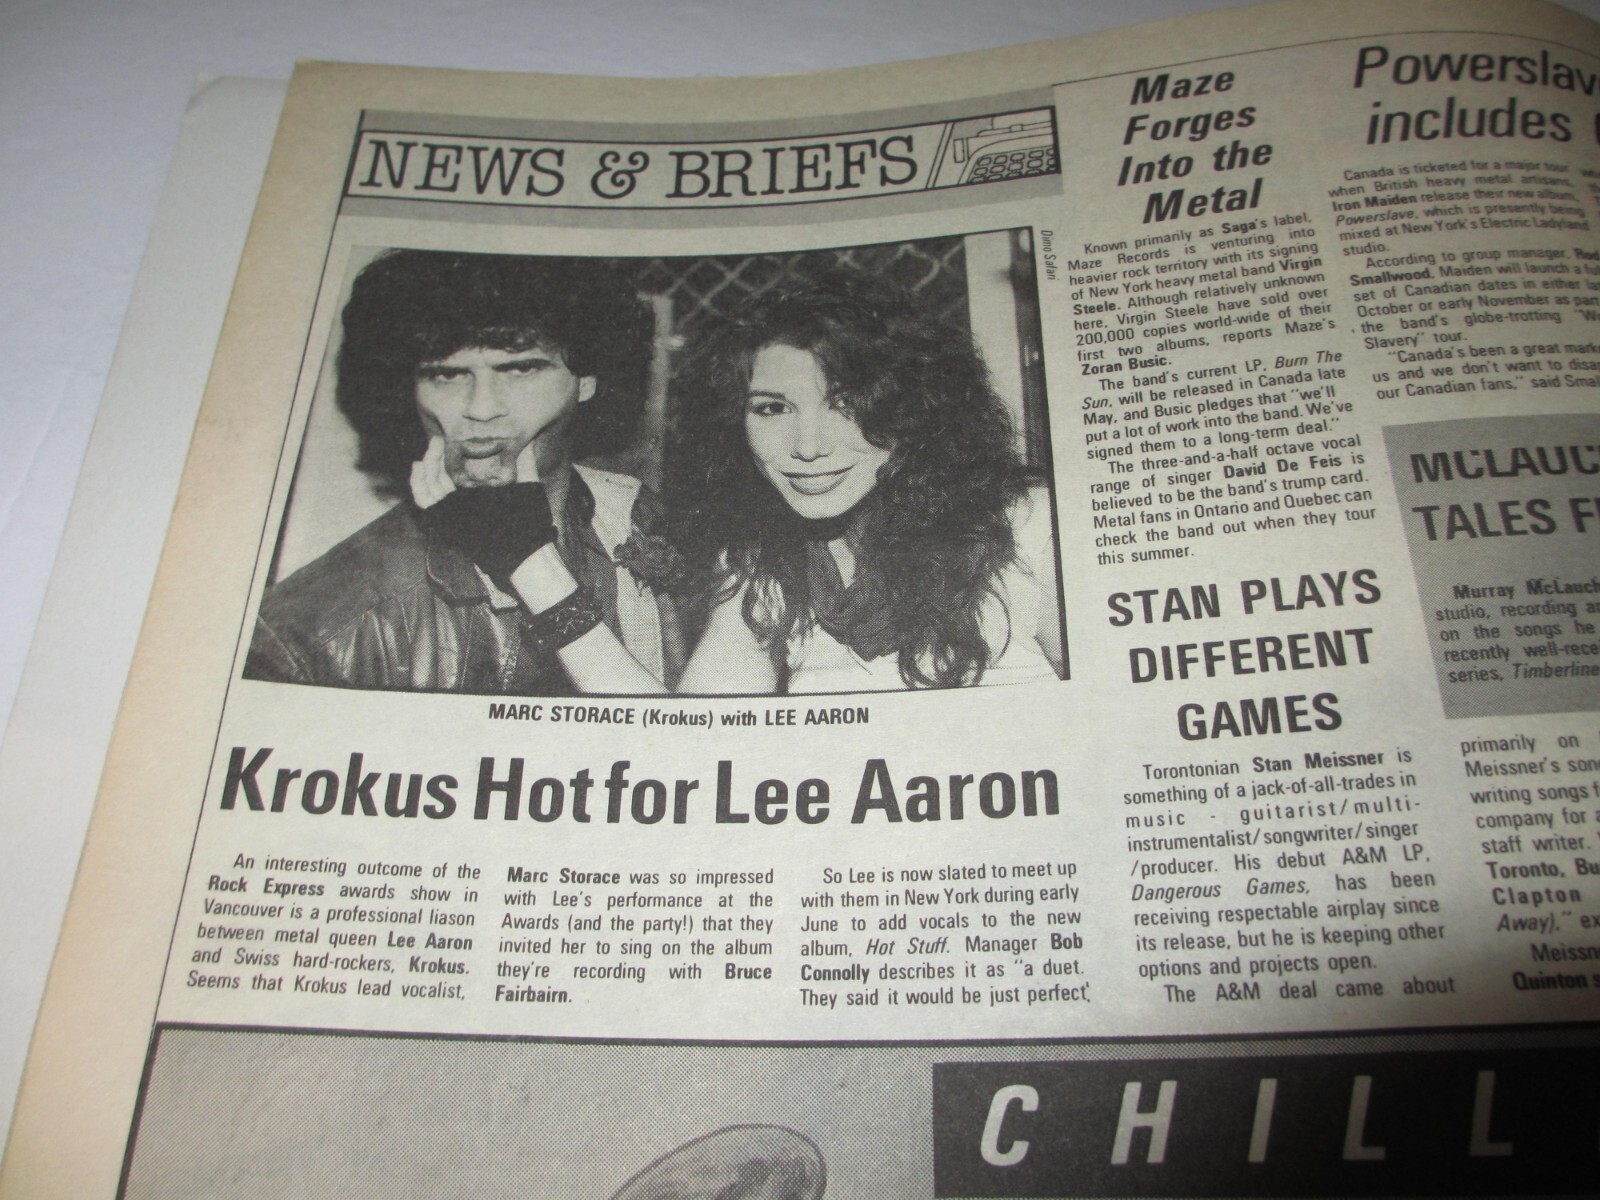 NEWS & BRIEFS
Dimo Safari
MARC STORACE (Krokus) with LEE AARON
Krokus Hot for Lee Aaron
An interesting outcome of the
Rock Express awards show in
Vancouver is a professional liason
between metal queen Lee Aaron
and Swiss hard-rockers, Krokus.
Seems that Krokus lead vocalist,
Marc Storace was so impressed
with Lee's performance at the
Awards (and the party!) that they
invited her to sing on the album
they're recording with Bruce
Fairbairn.
So Lee is now slated to meet up
with them in New York during early
June to add vocals to the new
album, Hot Stuff. Manager Bob
Connolly describes it as "a duet.
They said it would be just perfect'.
Maze
Forges
Into the
Metal
Known primarily as Saga's label,
Maze Records is venturing into
heavier rock territory with its signing
of New York heavy metal band Virgin
Steele. Although relatively unknown
here, Virgin Steele have sold over
200,000 copies world-wide of their
first two albums, reports Maze's
Zoran Busic.
The band's current LP, Burn The
Sun, will be released in Canada late
May, and Busic pledges that "we'll
put a lot of work into the band. We've
signed them to a long-term deal."
The three-and-a-half octave vocal
range of singer David De Feis is
believed to be the band's trump card.
Metal fans in Ontario and Quebec can
check the band out when they tour
this summer.
STAN PLAYS
DIFFERENT
GAMES
Torontonian Stan Meissner is
something of a jack-of-all-trades in
music - guitarist/multi-
instrumentalist/songwriter/singer
/producer. His debut A&M LP,
Dangerous Games, has been
receiving respectable airplay since
its release, but he is keeping other
options and projects open.
The A&M deal came about
Powerslav
includes
Canada is ticketed for a major tour
when British heavy metal artisans,
Iron Maiden release their new album,
Powerslave, which is presently being
mixed at New York's Electric Ladyland
studio.
According to group manager, Rod
Smallwood, Maiden will launch a full
set of Canadian dates in either
October or early November as part
the band's globe-trotting
Slavery" tour.
"Canada's been a great mark
us and we don't want to disa
our Canadian fans," said Smal
MCLAUC
TALES F
Murray McLauch
studio, recording
on the songs he
recently well-rece
series, Timberline
primarily on
Meissner's son
writing songs f
company for a
staff writer.
Toronto, Bu
Clapton
Away)," ex
Meissn
Quinton s
CHILL